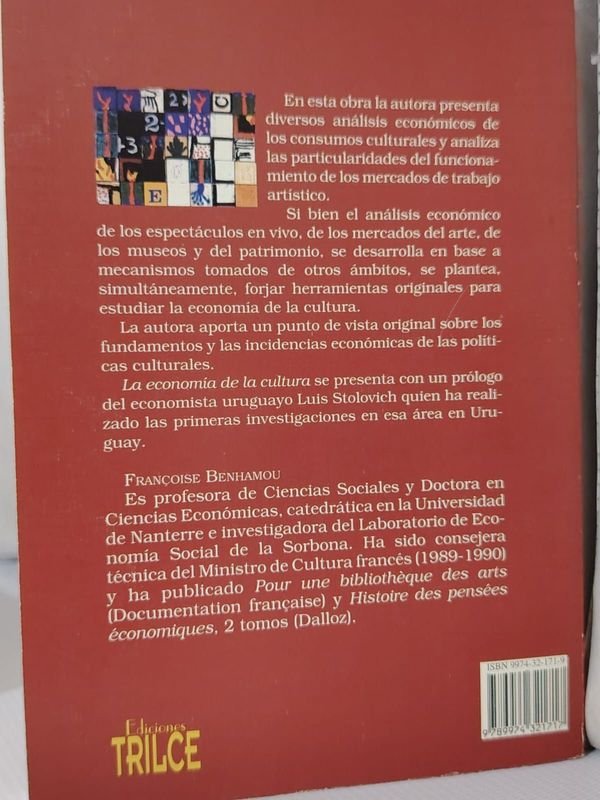 En esta obra la autora presenta
diversos análisis económicos de
los consumos culturales y analiza
las particularidades del funciona-
miento de los mercados de trabajo
artístico.
Si bien el análisis económico
de los espectáculos en vivo, de los mercados del arte, de
los museos y del patrimonio, se desarrolla en base a
mecanismos tomados de otros ámbitos, se plantea,
simultáneamente, forjar herramientas originales para
estudiar la economía de la cultura.
La autora aporta un punto de vista original sobre los
fundamentos y las incidencias económicas de las políti-
cas culturales.
La economía de la cultura se presenta con un prólogo
del economista uruguayo Luis Stolovich quien ha reali-
zado las primeras investigaciones en esa área en Uru-
guay.
FRANÇOISE BENHAMOU
Es profesora de Ciencias Sociales y Doctora en
Ciencias Económicas, catedrática en la Universidad
de Nanterre e investigadora del Laboratorio de Eco-
nomía Social de la Sorbona. Ha sido consejera
técnica del Ministro de Cultura francés (1989-1990)
y ha publicado Pour une bibliothèque des arts
(Documentation française) y Histoire des pensées
économiques, 2 tomos (Dalloz).
ISBN 9974-32-171-9
9789974321717
Ediciones
TRILCE